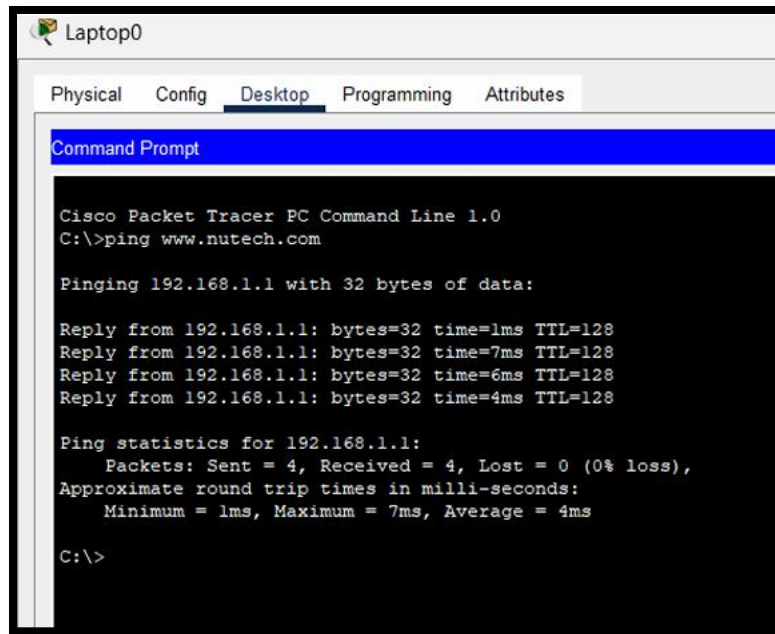 Laptop0
Physical Config Desktop Programming Attributes
Command Prompt
Cisco Packet Tracer PC Command Line 1.0
C:\>ping www.nutech.com
Pinging 192.168.1.1 with 32 bytes of data:
Reply from 192.168.1.1: bytes=32 time=1ms TTL=128
Reply from 192.168.1.1: bytes=32 time=7ms TTL=128
Reply from 192.168.1.1: bytes=32 time=6ms TTL=128
Reply from 192.168.1.1: bytes=32 time=4ms TTL=128
Ping statistics for 192.168.1.1:
Packets: Sent = 4, Received = 4, Lost = 0 (0% loss),
Approximate round trip times in milli-seconds:
Minimum = 1ms, Maximum = 7ms, Average = 4ms
C:\>